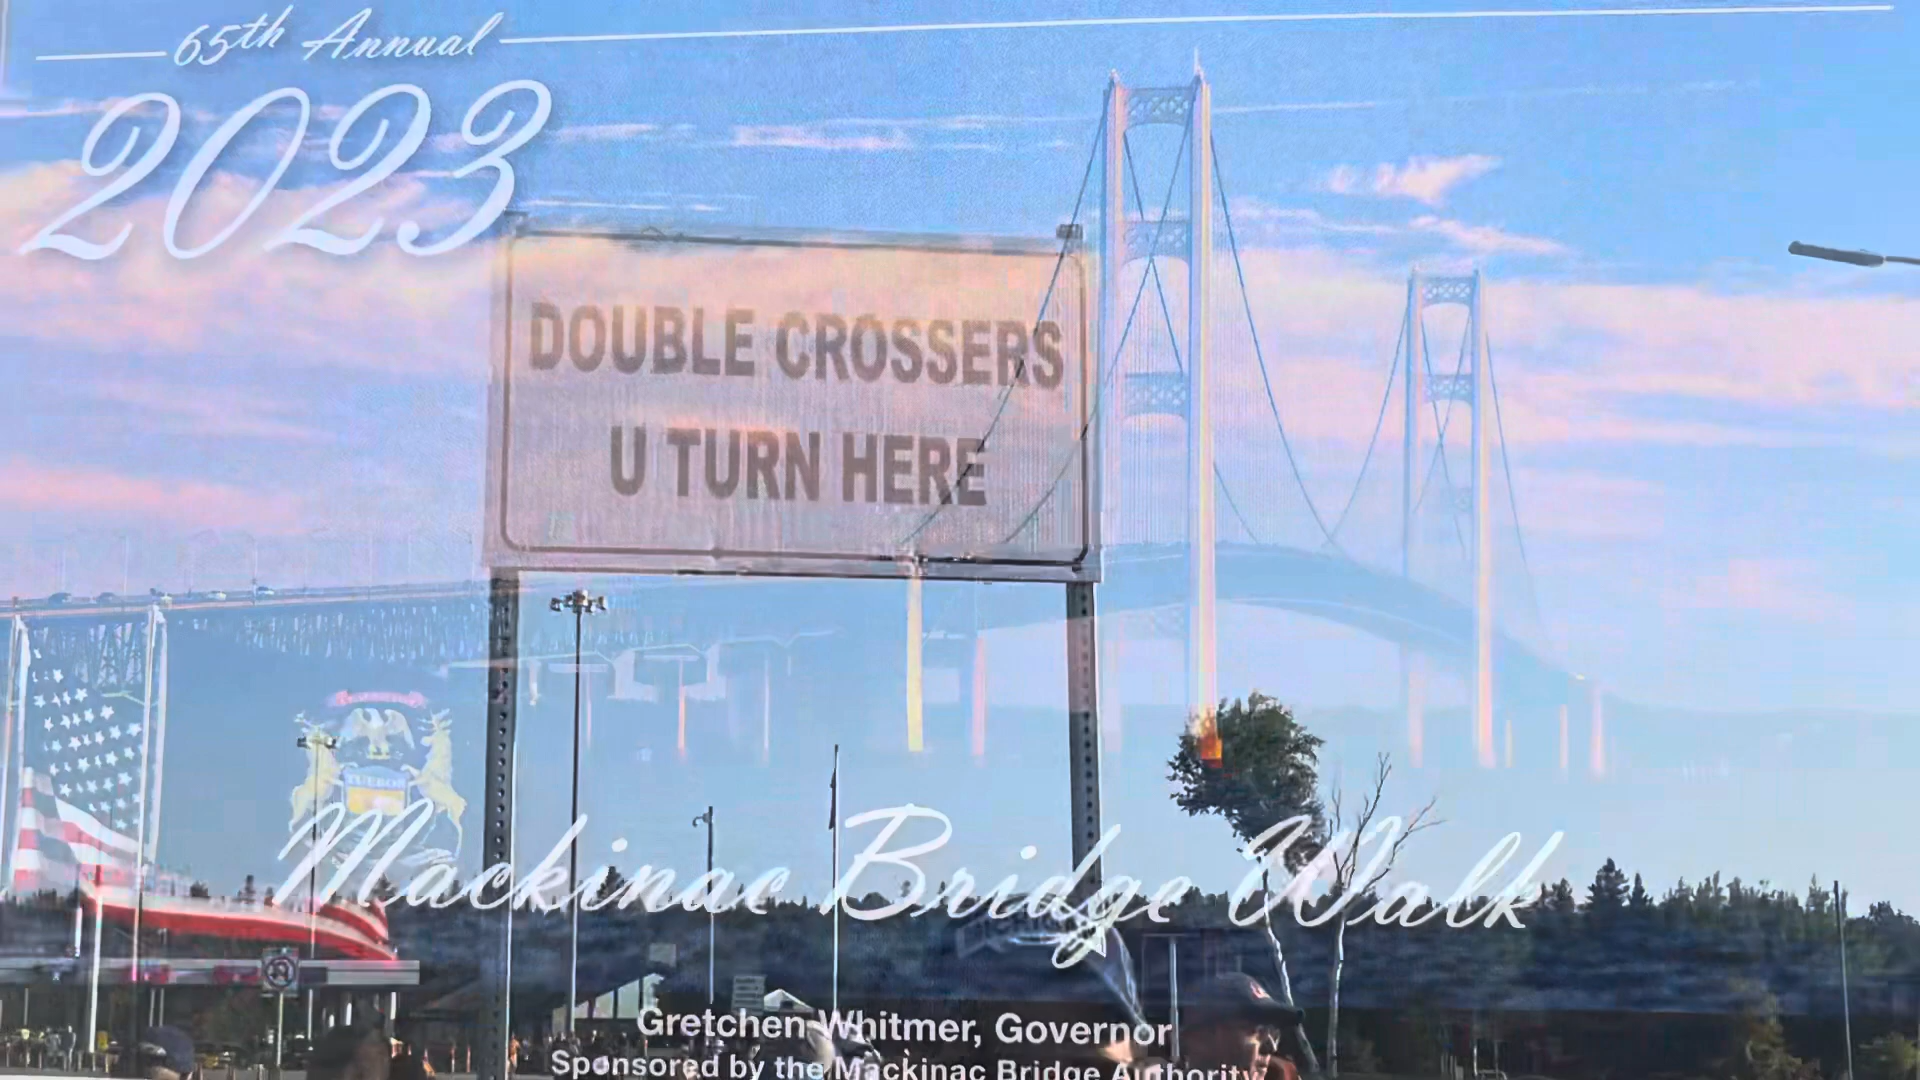 65th Annual
2023
DOUBLE CROSSERS
U TURN HERE
TUEBOR
Mackinac Bridge Walk
Gretchen Whitmer, Governor
Sponsored by the Mackinac Bridge Authority